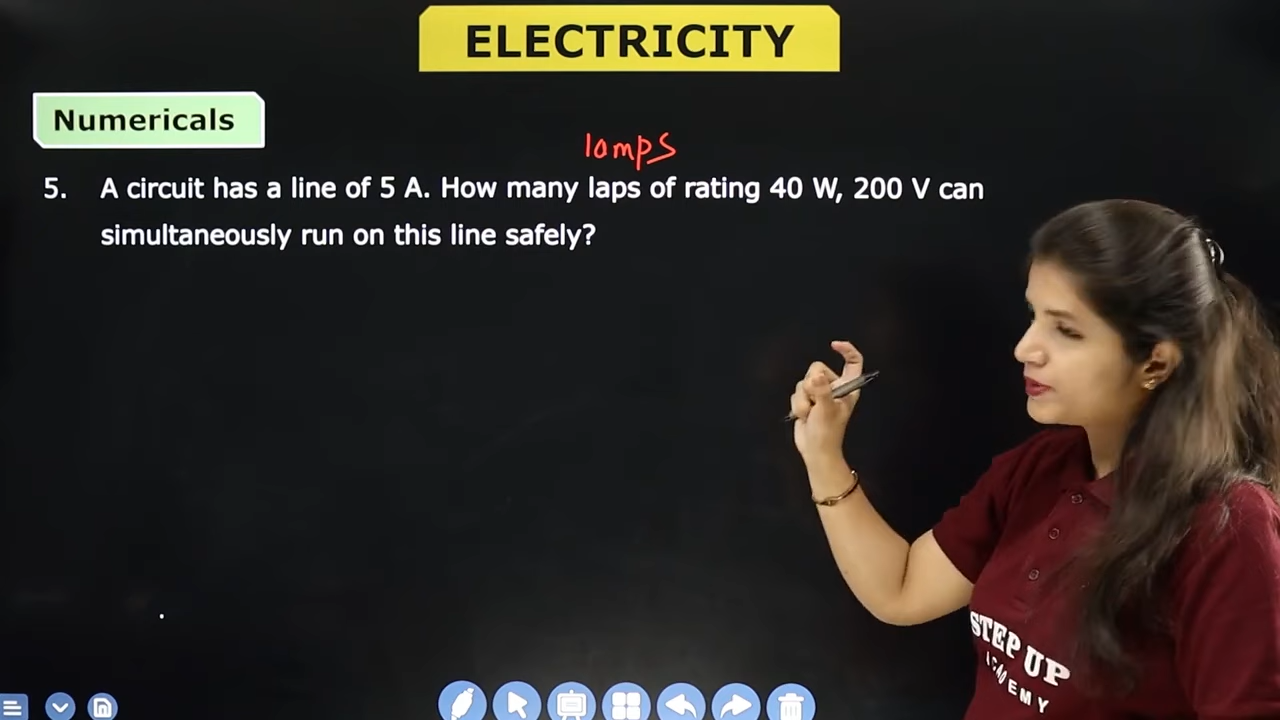 ELECTRICITY
Numericals
lamps
5. A circuit has a line of 5 A. How many laps of rating 40 W, 200 V can
simultaneously run on this line safely?
STEP UP
ACADEMY